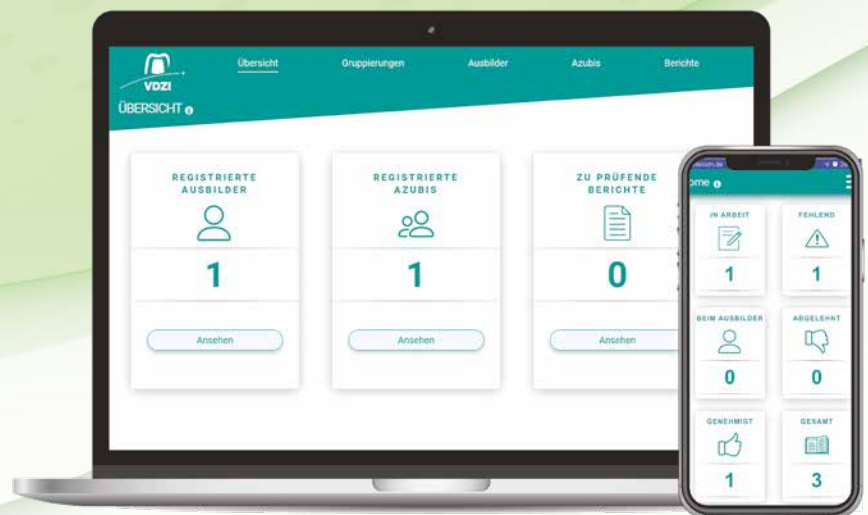 VDZI
Übersicht
Gruppierungen
Ausbilder
Azubis
Berichte
ÜBERSICHT
REGISTRIERTE
AUSBILDER
1
Ansehen
REGISTRIERTE
AZUBIS
1
Ansehen
ZU PRÜFENDE
BERICHTE
0
Ansehen
IN ARBEIT
1
FEHLEND
1
BEIM AUSBILDER
0
ABGELEHNT
0
GENEHMIGT
1
GESAMT
3